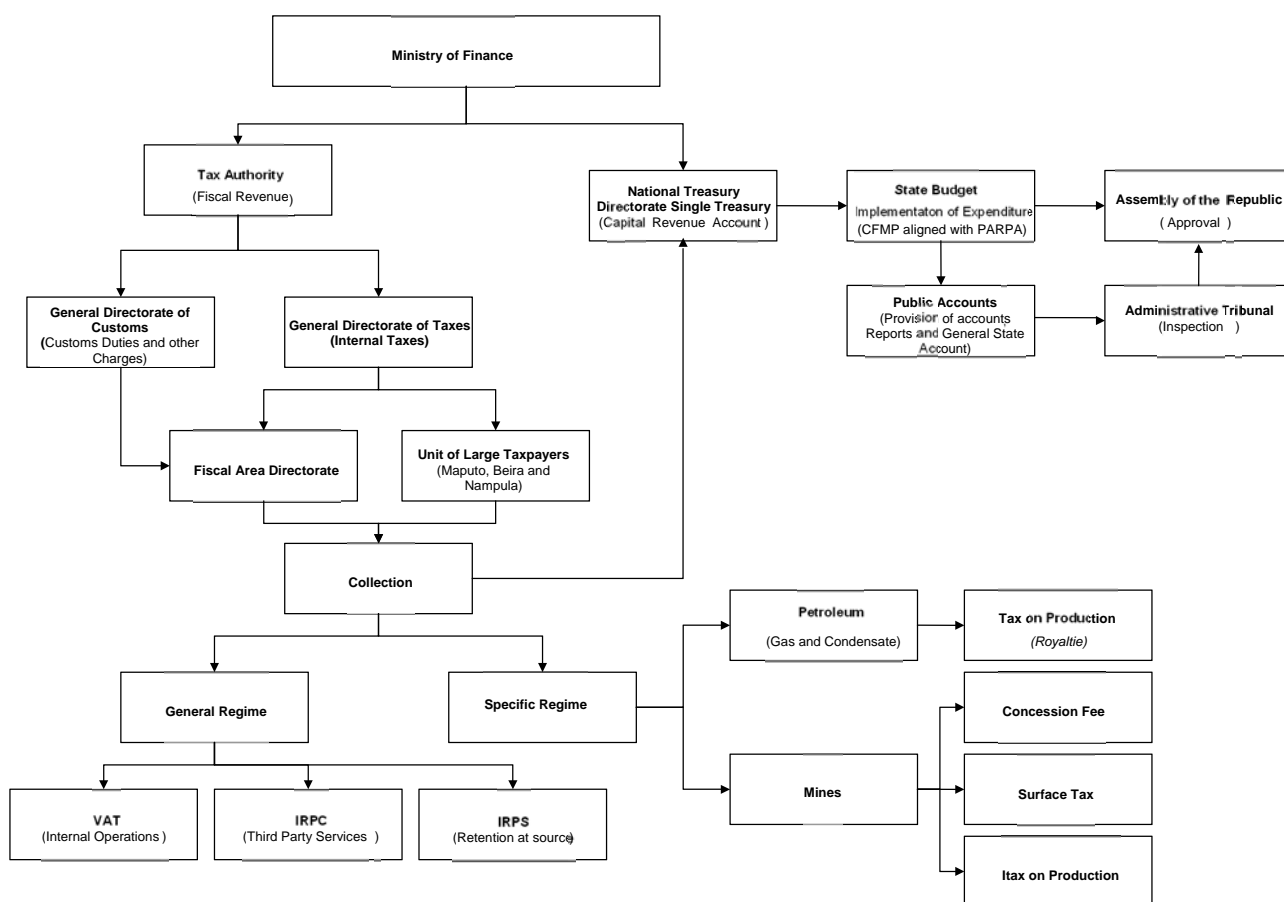 Ministry of Finance
Tax Authority
(Fiscal Revenue)
National Treasury
Directorate Single Treasury
(Capital Revenue Account)
State Budget
Implementaton of Expenditure
(CFMP aligned with PARPA)
Assembly of the Republic
(Approval)
General Directorate of
Customs
(Customs Duties and other
Charges)
General Directorate of Taxes
(Internal Taxes)
Public Accounts
(Provision of accounts
Reports and General State
Account)
Administrative Tribunal
(Inspection)
Fiscal Area Directorate
Unit of Large Taxpayers
(Maputo, Beira and
Nampula)
Collection
Petroleum
(Gas and Condensate)
Tax on Production
(Royaltie)
General Regime
Specific Regime
Concession Fee
Mines
Surface Tax
VAT
(Internal Operations)
IRPC
(Third Party Services)
IRPS
(Retention at source)
Itax on Production